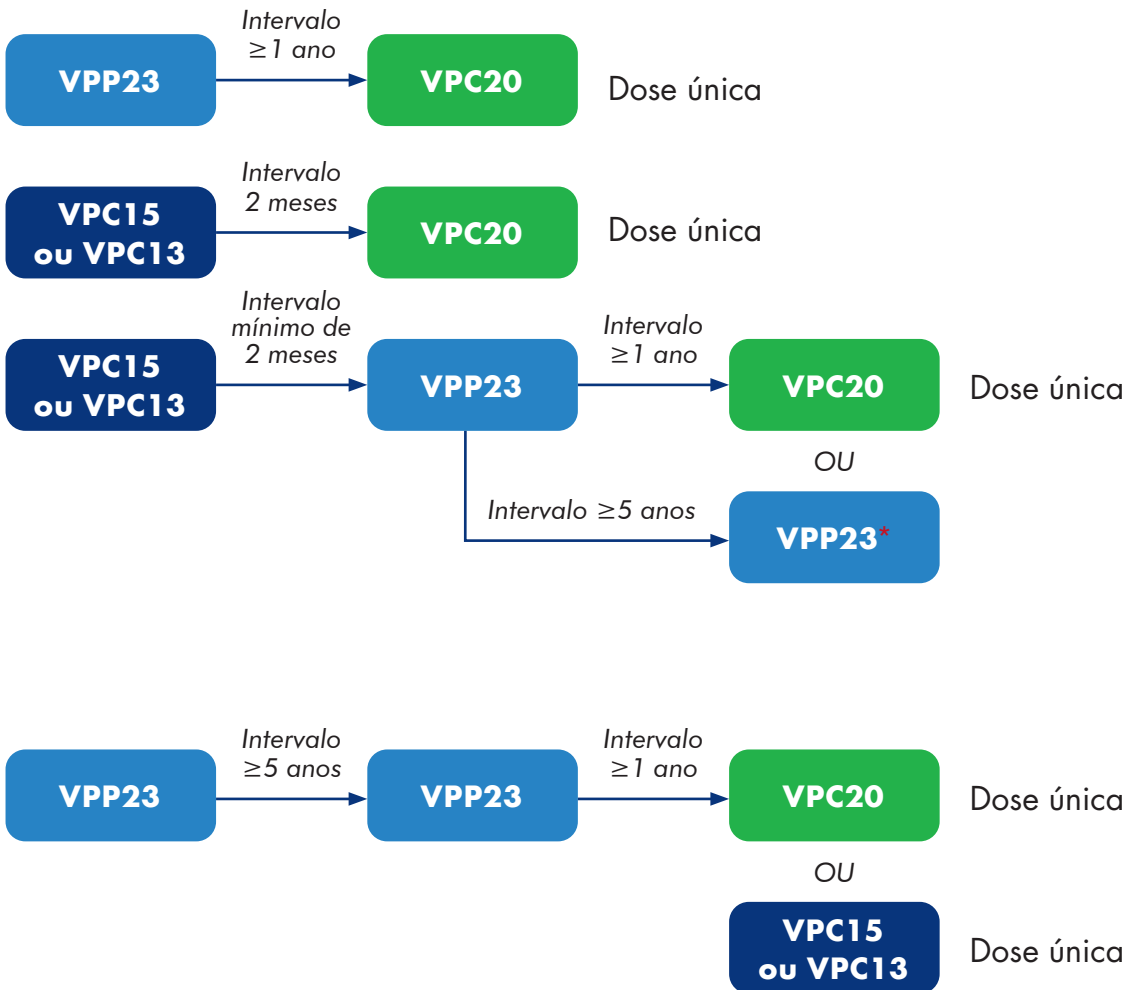 Intervalo
≥1 ano
VPP23
VPC20
Dose única
Intervalo
2 meses
VPC15
ou VPC13
VPC20
Dose única
Intervalo
mínimo de
2 meses
Intervalo
≥1 ano
VPC15
ou VPC13
VPP23
VPC20
Dose única
OU
Intervalo ≥5 anos
VPP23*
Intervalo
≥5 anos
Intervalo
≥1 ano
VPP23
VPP23
VPC20
Dose única
OU
VPC15
ou VPC13
Dose única